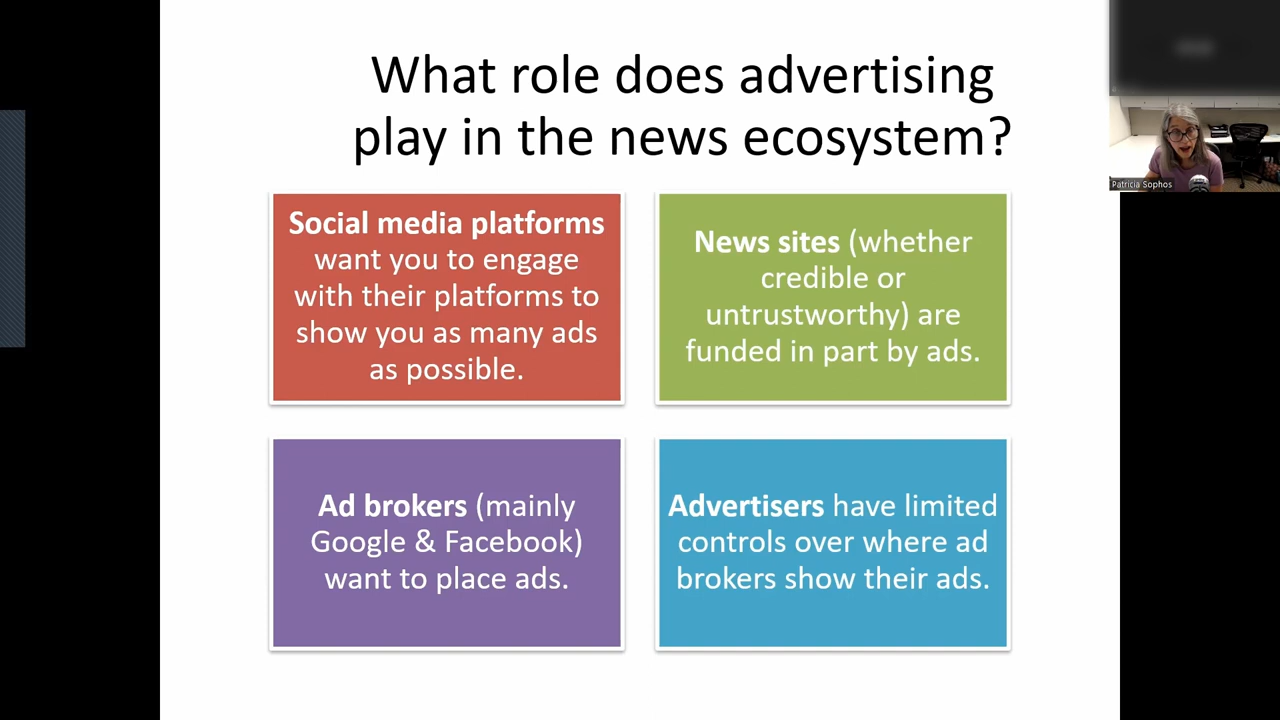 What role does advertising
play in the news ecosystem?
Social media platforms
want you to engage
with their platforms to
show you as many ads
as possible.
News sites (whether
credible or
untrustworthy) are
funded in part by ads.
Ad brokers (mainly
Google & Facebook)
want to place ads.
Advertisers have limited
controls over where ad
brokers show their ads.
Patricia Sophos